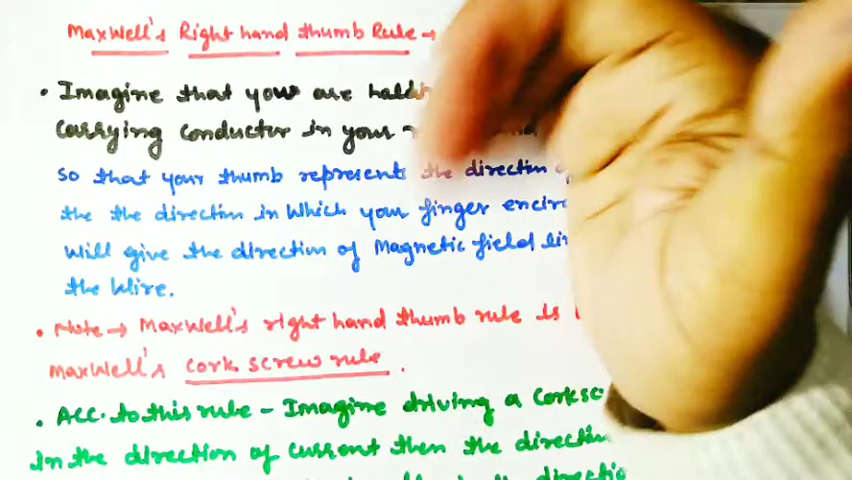 MaxWell's Right hand thumb Rule →
• Imagine that your are
Carrying conductor in your
so that your thumb represents the direction
the the direction in which your finger
will give the direction of Magnetic field
the Wire.
• Note → MaxWell's right hand thumb rule is
MaxWell's cork screw rule.
• ACC. to this rule - Imagine driving a
in the direction of current then the